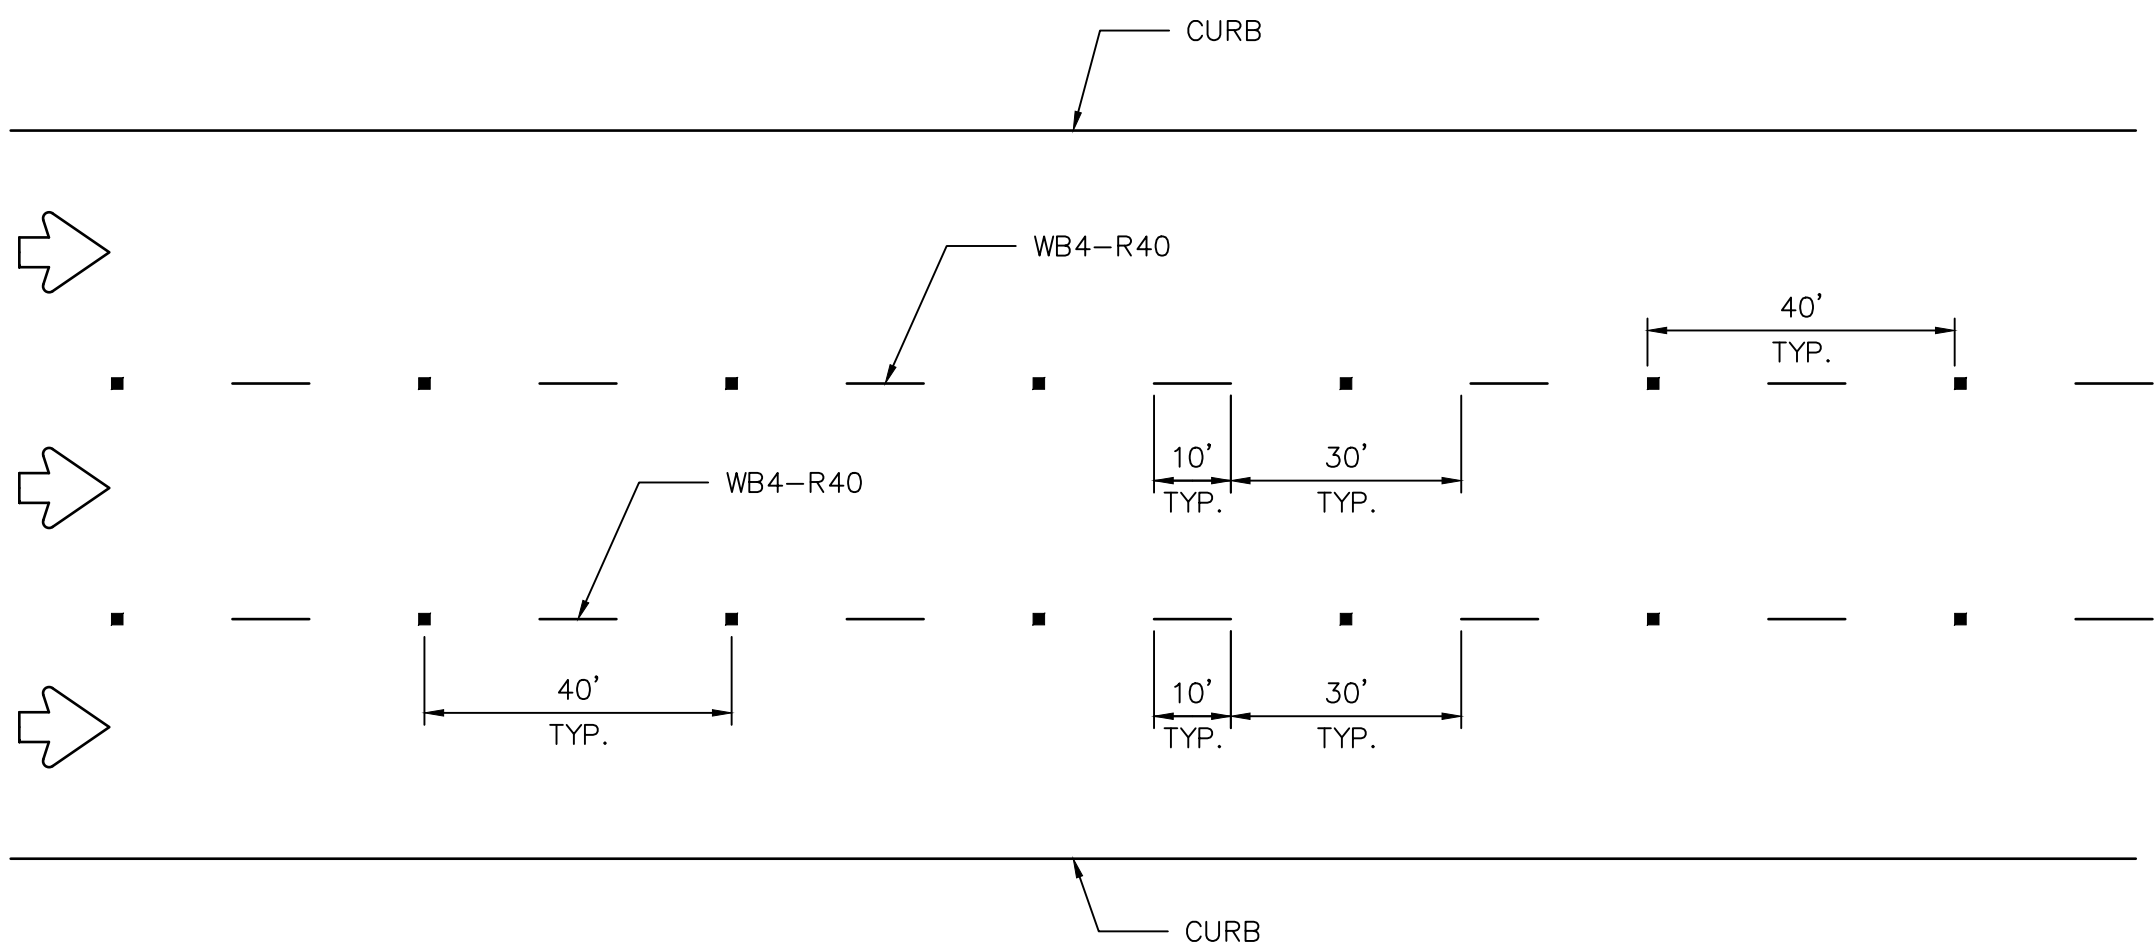 CURB
WB4-R40
40’
TYP.
10’
TYP.
30’
TYP.
WB4-R40
40’
TYP.
10’
TYP.
30’
TYP.
CURB